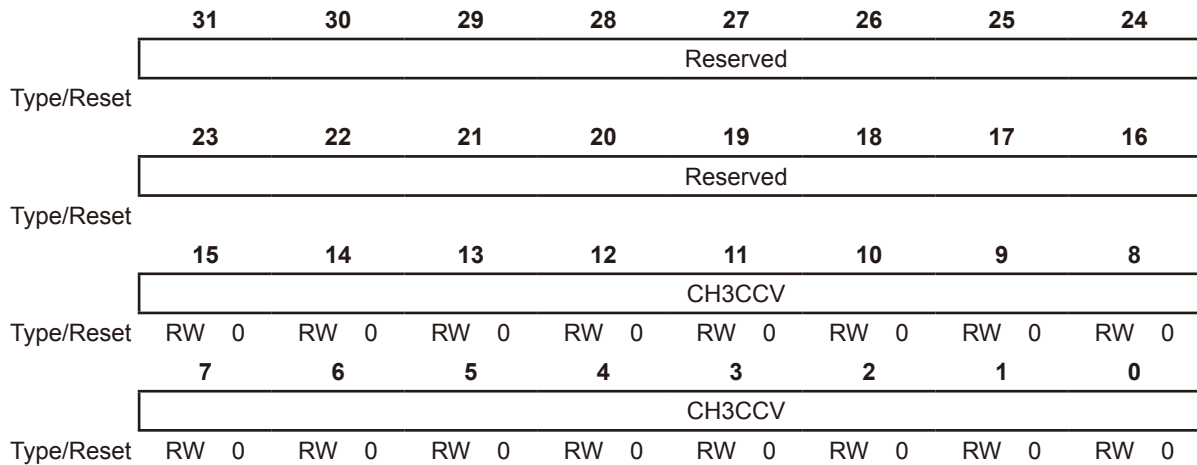 31 30 29 28 27 26 25 24
Reserved
Type/Reset
23 22 21 20 19 18 17 16
Reserved
Type/Reset
15 14 13 12 11 10 9 8
CH3CCV
Type/Reset RW 0 RW 0 RW 0 RW 0 RW 0 RW 0 RW 0 RW 0
7 6 5 4 3 2 1 0
CH3CCV
Type/Reset RW 0 RW 0 RW 0 RW 0 RW 0 RW 0 RW 0 RW 0